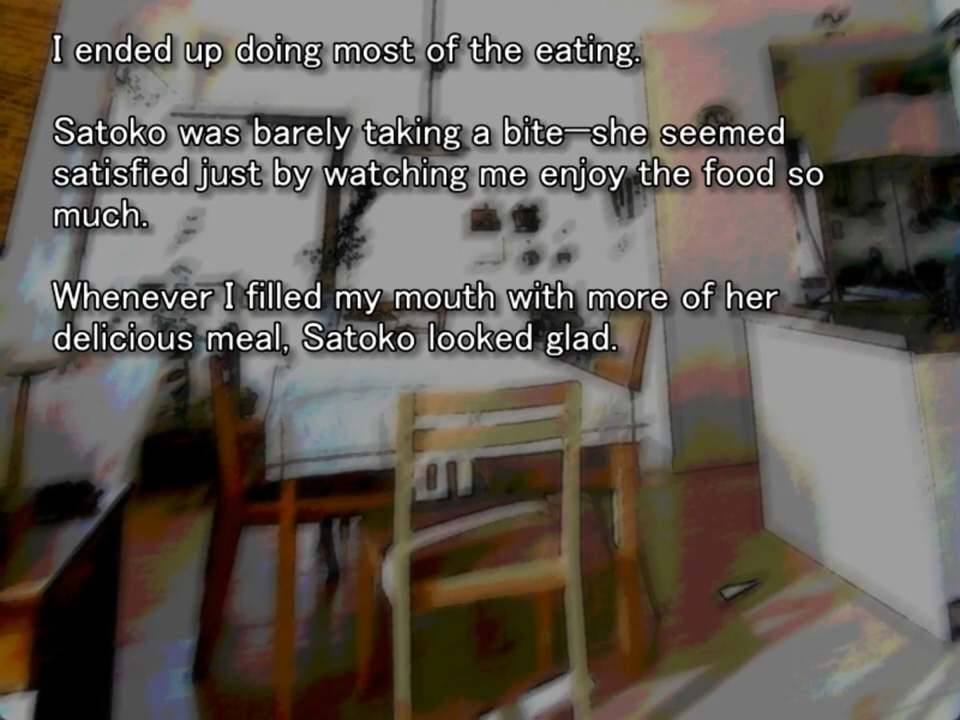 I ended up doing most of the eating.
Satoko was barely taking a bite—she seemed
satisfied just by watching me enjoy the food so
much.
Whenever I filled my mouth with more of her
delicious meal, Satoko looked glad.